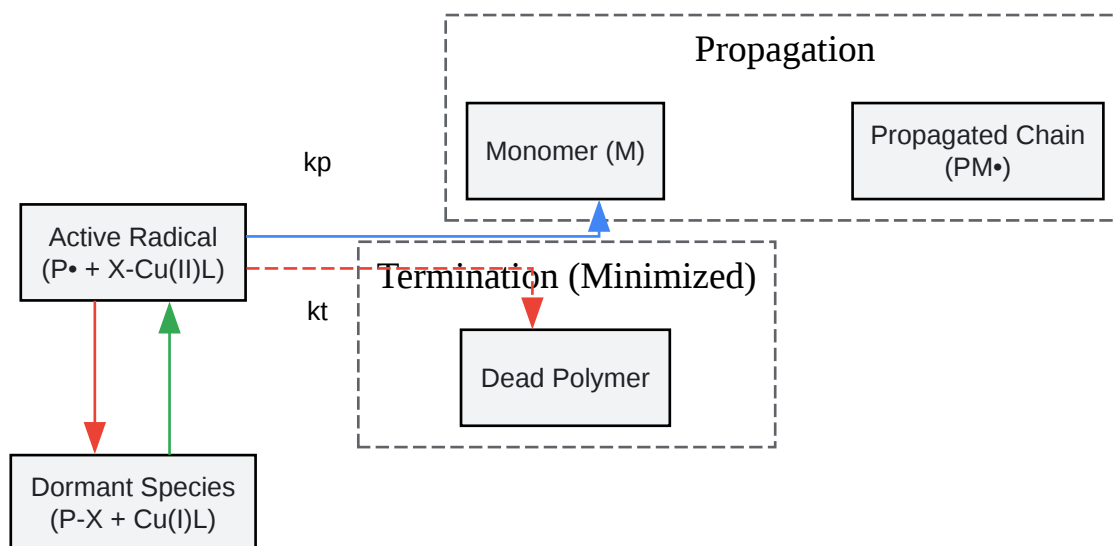 Propagation
Monomer (M)
Propagated Chain
(PM•)
kp
Active Radical
(P• + X-Cu(II)L)
Termination (Minimized)
kt
Dead Polymer
Dormant Species
(P-X + Cu(I)L)